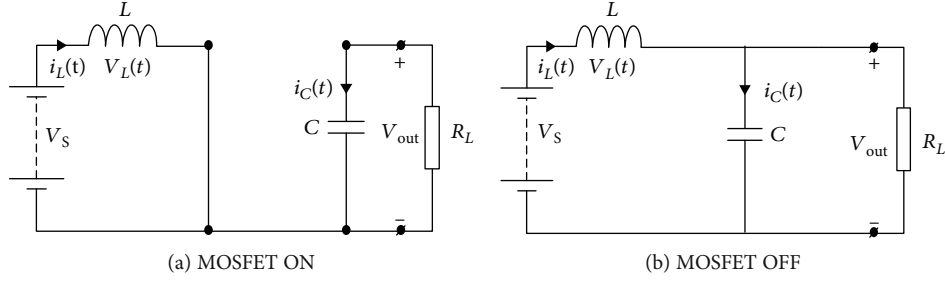 L
i_L(t)
V_L(t)
V_S
i_C(t)
C
+
V_out
R_L
–
(a) MOSFET ON
L
i_L(t)
V_L(t)
V_S
i_C(t)
C
+
V_out
R_L
–
(b) MOSFET OFF